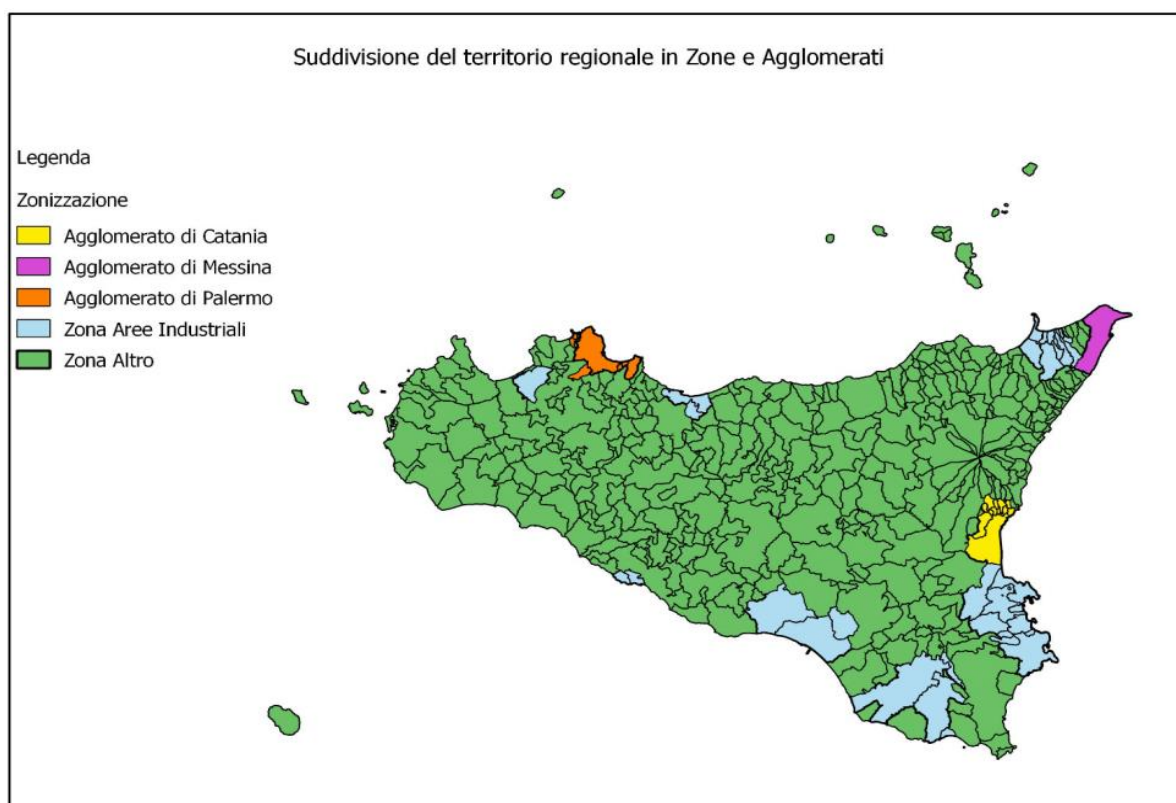 Suddivisione del territorio regionale in Zone e Agglomerati
Legenda
Zonizzazione
Agglomerato di Catania
Agglomerato di Messina
Agglomerato di Palermo
Zona Aree Industriali
Zona Altro